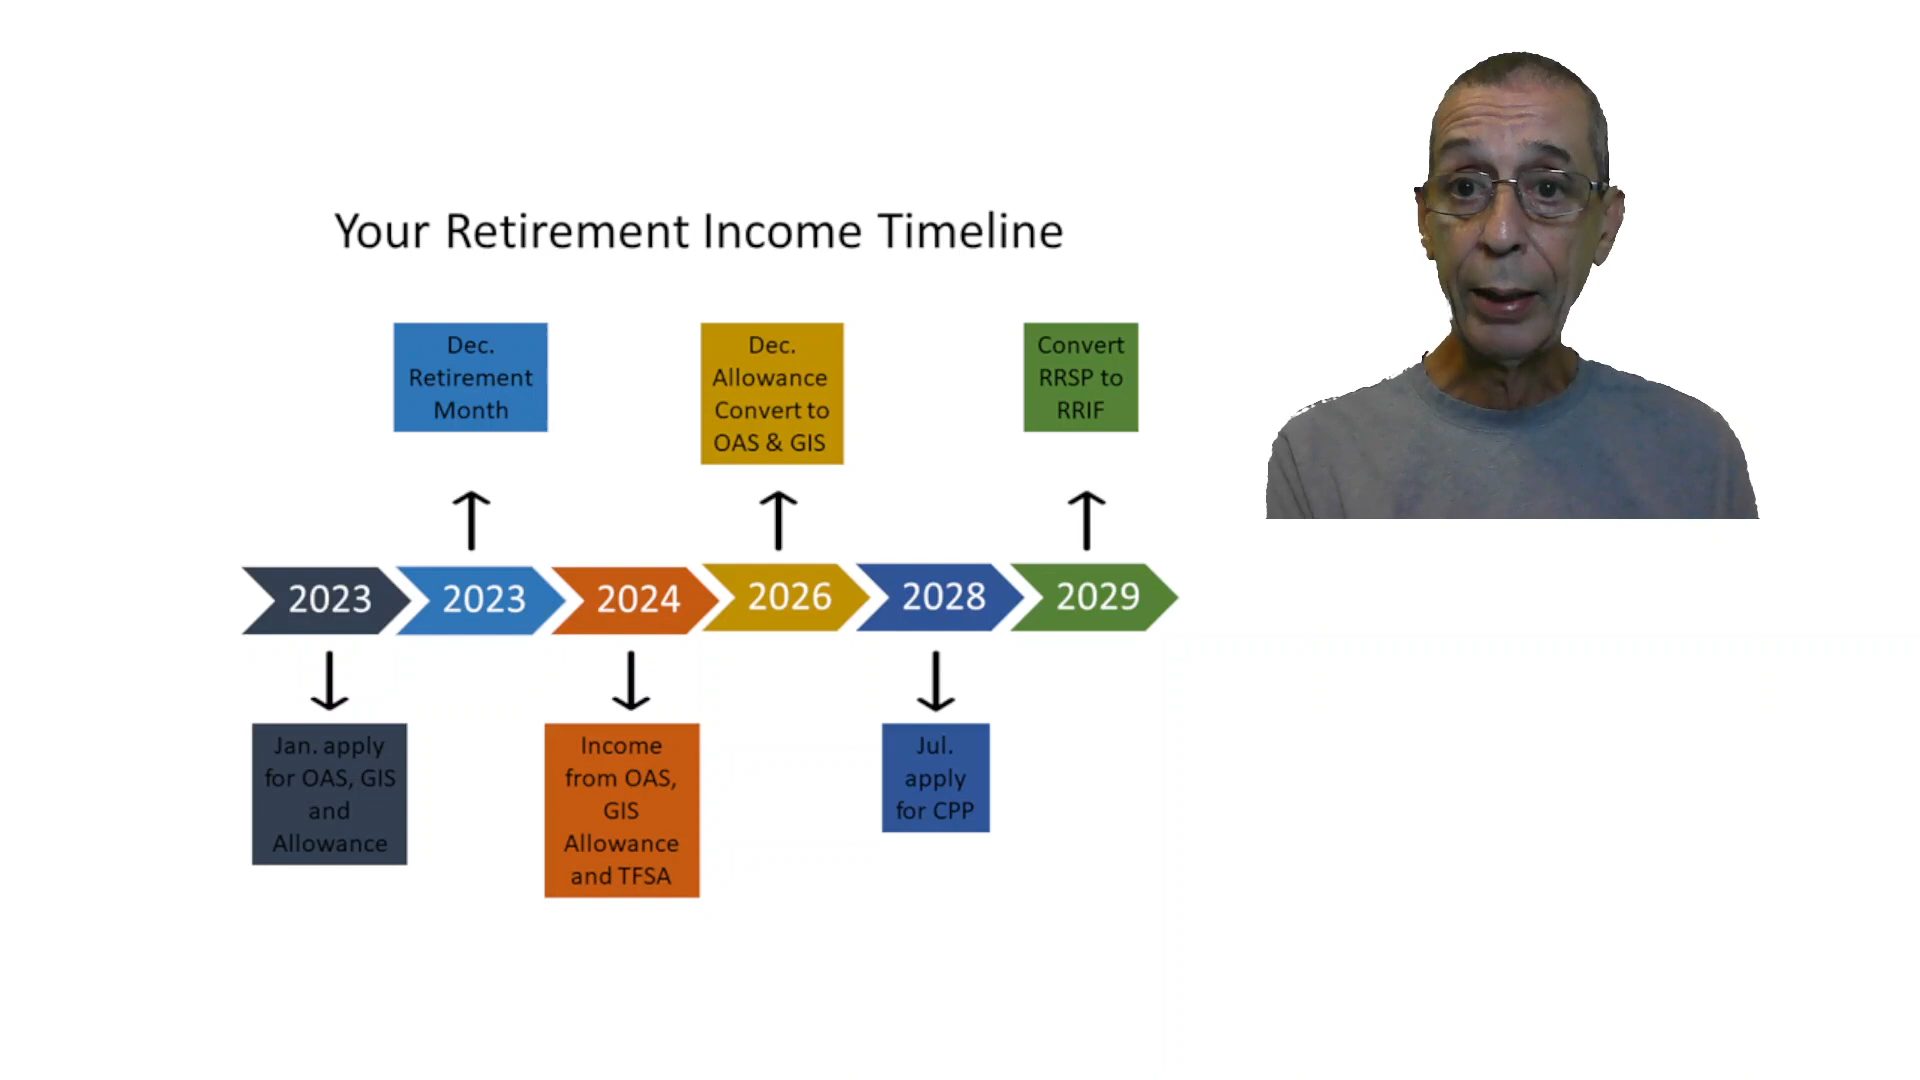 Your Retirement Income Timeline
Dec.
Retirement
Month
Dec.
Allowance
Convert to
OAS & GIS
Convert
RRSP to
RRIF
2023
2023
2024
2026
2028
2029
Jan. apply
for OAS, GIS
and
Allowance
Income
from OAS,
GIS
Allowance
and TFSA
Jul.
apply
for CPP